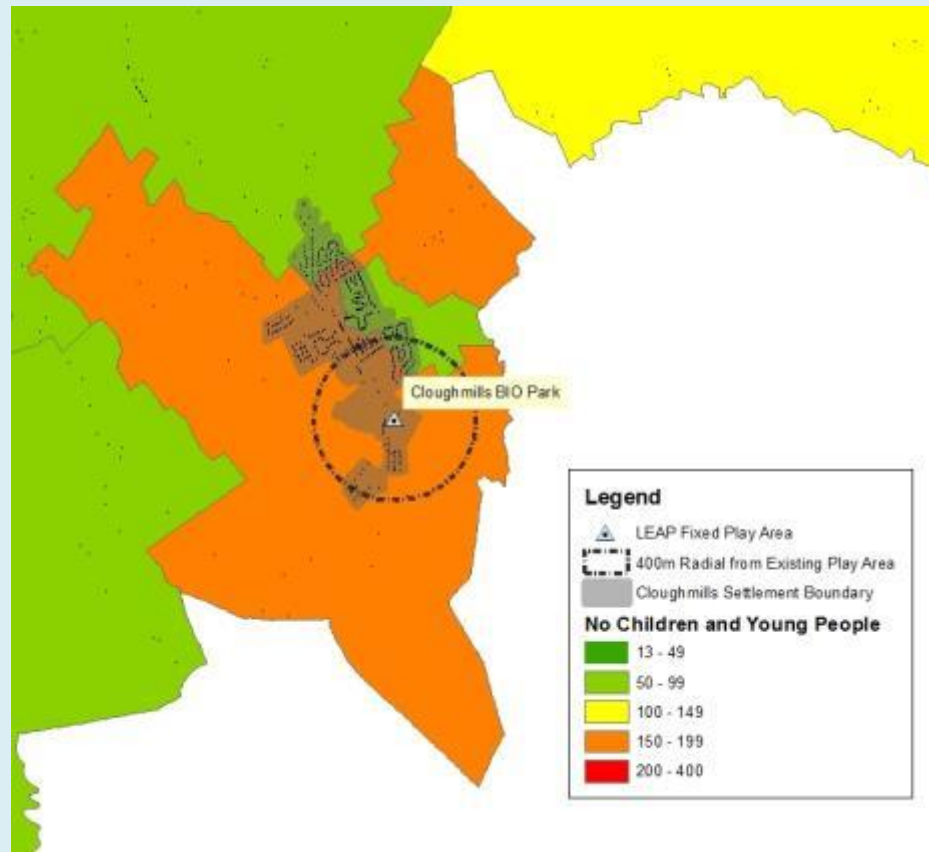 Cloughmills BIO Park
Legend
LEAP Fixed Play Area
400m Radial from Existing Play Area
Cloughmills Settlement Boundary
No Children and Young People
13 - 49
50 - 99
100 - 149
150 - 199
200 - 400